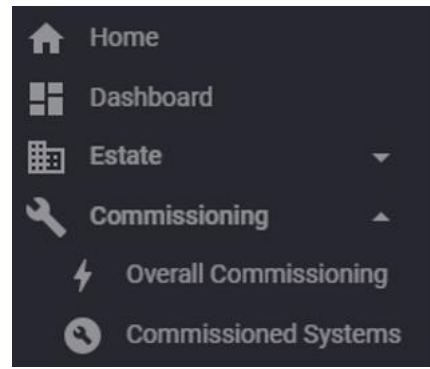 Home
Dashboard
Estate
Commissioning
Overall Commissioning
Commissioned Systems